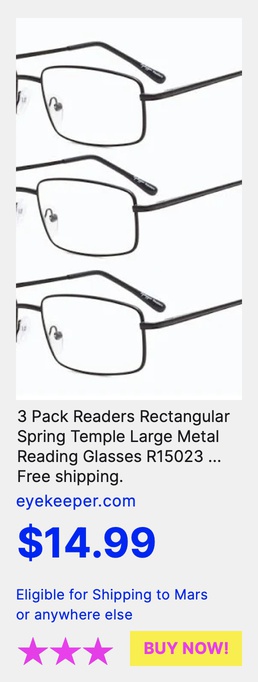 3 Pack Readers Rectangular
Spring Temple Large Metal
Reading Glasses R15023 ...
Free shipping.
eyekeeper.com
$14.99
Eligible for Shipping to Mars
or anywhere else
BUY NOW!